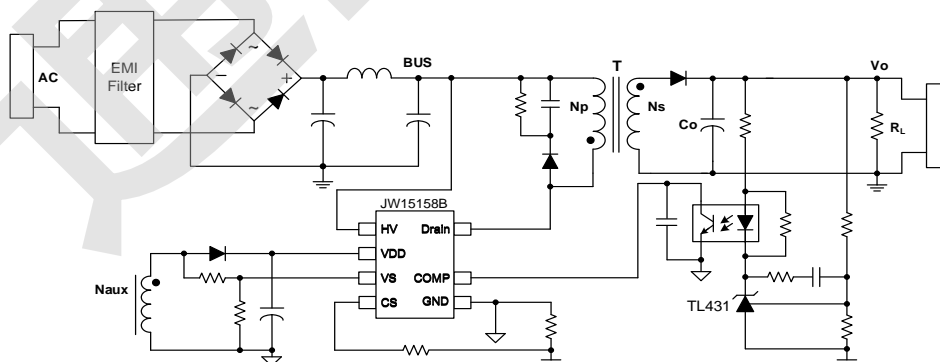 AC
EMI
Filter
~
~
−
+
BUS
T
Np
Ns
Co
Vo
RL
JW15158B
HV
Drain
VDD
VS
COMP
CS
GND
Naux
TL431